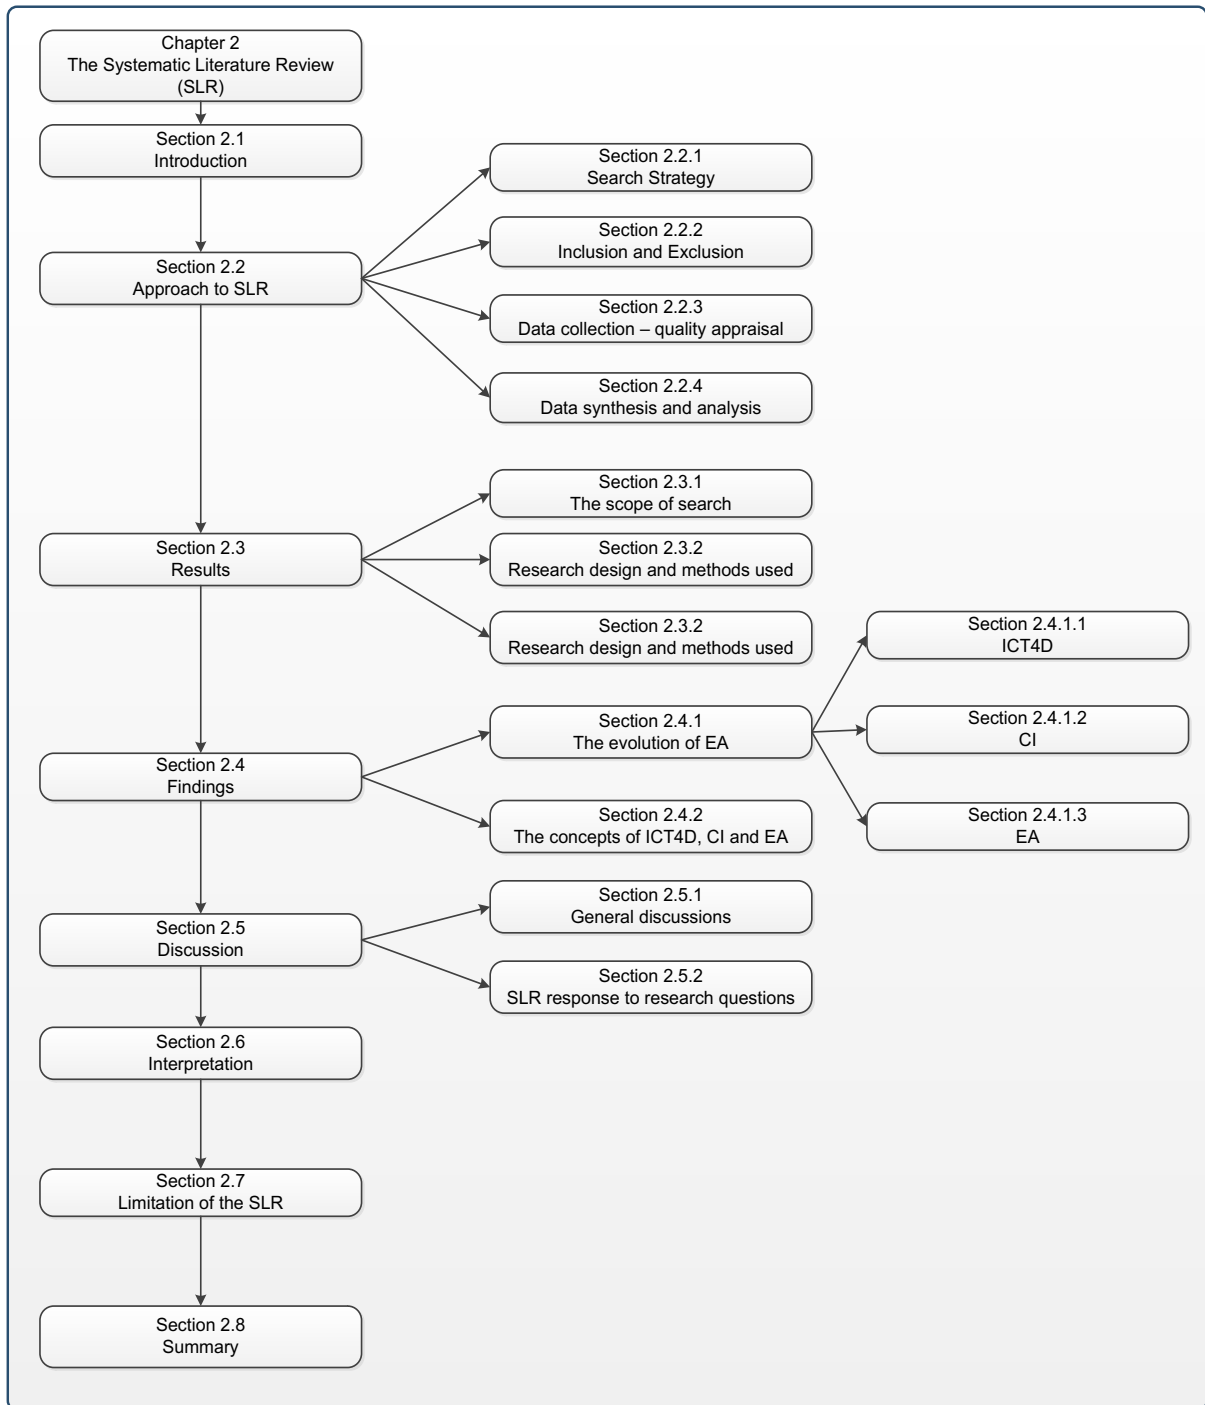 Chapter 2
The Systematic Literature Review
(SLR)
Section 2.1
Introduction
Section 2.2
Approach to SLR
Section 2.2.1
Search Strategy
Section 2.2.2
Inclusion and Exclusion
Section 2.2.3
Data collection – quality appraisal
Section 2.2.4
Data synthesis and analysis
Section 2.3
Results
Section 2.3.1
The scope of search
Section 2.3.2
Research design and methods used
Section 2.3.2
Research design and methods used
Section 2.4
Findings
Section 2.4.1
The evolution of EA
Section 2.4.1.1
ICT4D
Section 2.4.1.2
CI
Section 2.4.1.3
EA
Section 2.4.2
The concepts of ICT4D, CI and EA
Section 2.5
Discussion
Section 2.5.1
General discussions
Section 2.5.2
SLR response to research questions
Section 2.6
Interpretation
Section 2.7
Limitation of the SLR
Section 2.8
Summary